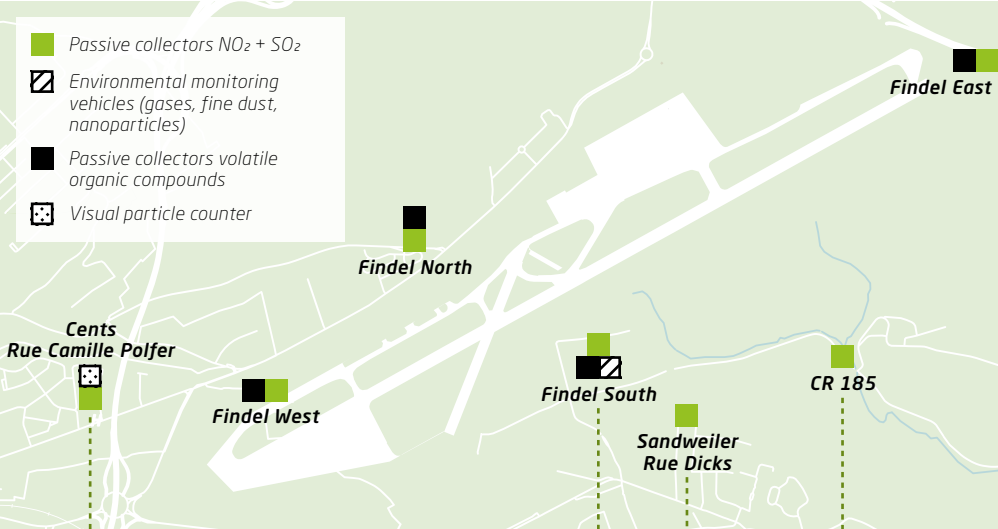 Passive collectors NO₂ + SO₂
Environmental monitoring
vehicles (gases, fine dust,
nanoparticles)
Passive collectors volatile
organic compounds
Visual particle counter
Findel East
Findel North
Cents
Rue Camille Polfer
Findel West
Findel South
CR 185
Sandweiler
Rue Dicks